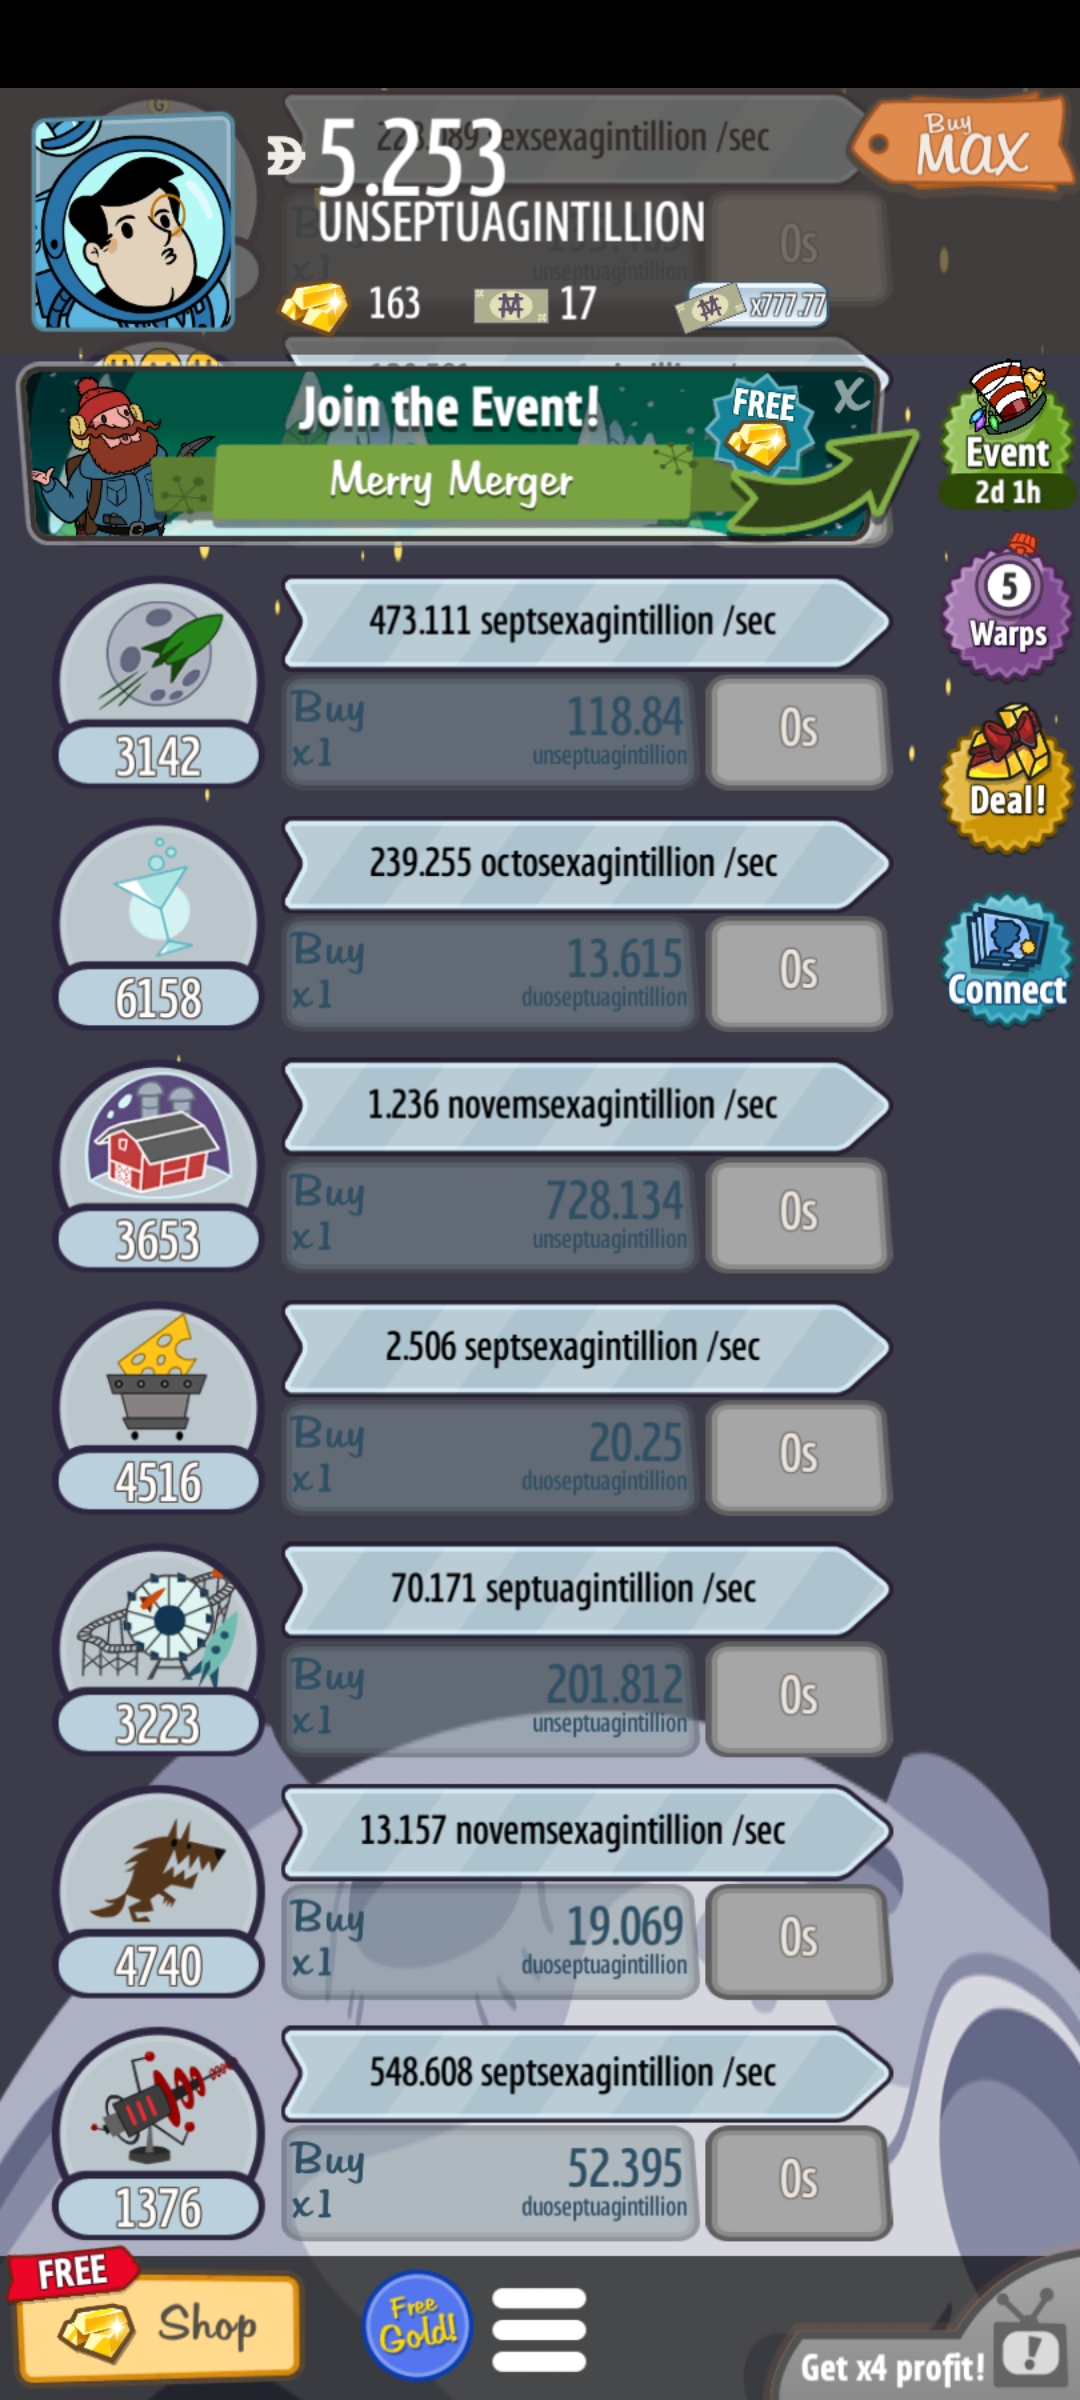 sexsexagintillion /sec
5.253
UNSEPTUAGINTILLION
Buy
MAX
x1
unseptuagintillion
0s
163
17
x777.77
Join the Event!
FREE
X
Merry Merger
Event
2d 1h
473.111 septsexagintillion /sec
5
Warps
Buy
x1
118.84
unseptuagintillion
0s
3142
Deal!
239.255 octosexagintillion /sec
Buy
x1
13.615
duoseptuagintillion
0s
6158
Connect
1.236 novemsexagintillion /sec
Buy
x1
728.134
unseptuagintillion
0s
3653
2.506 septsexagintillion /sec
Buy
x1
20.25
duoseptuagintillion
0s
4516
70.171 septuagintillion /sec
Buy
x1
201.812
unseptuagintillion
0s
3223
13.157 novemsexagintillion /sec
Buy
x1
19.069
duoseptuagintillion
0s
4740
548.608 septsexagintillion /sec
Buy
x1
52.395
duoseptuagintillion
0s
1376
FREE
Shop
Free
Gold!
Get x4 profit!